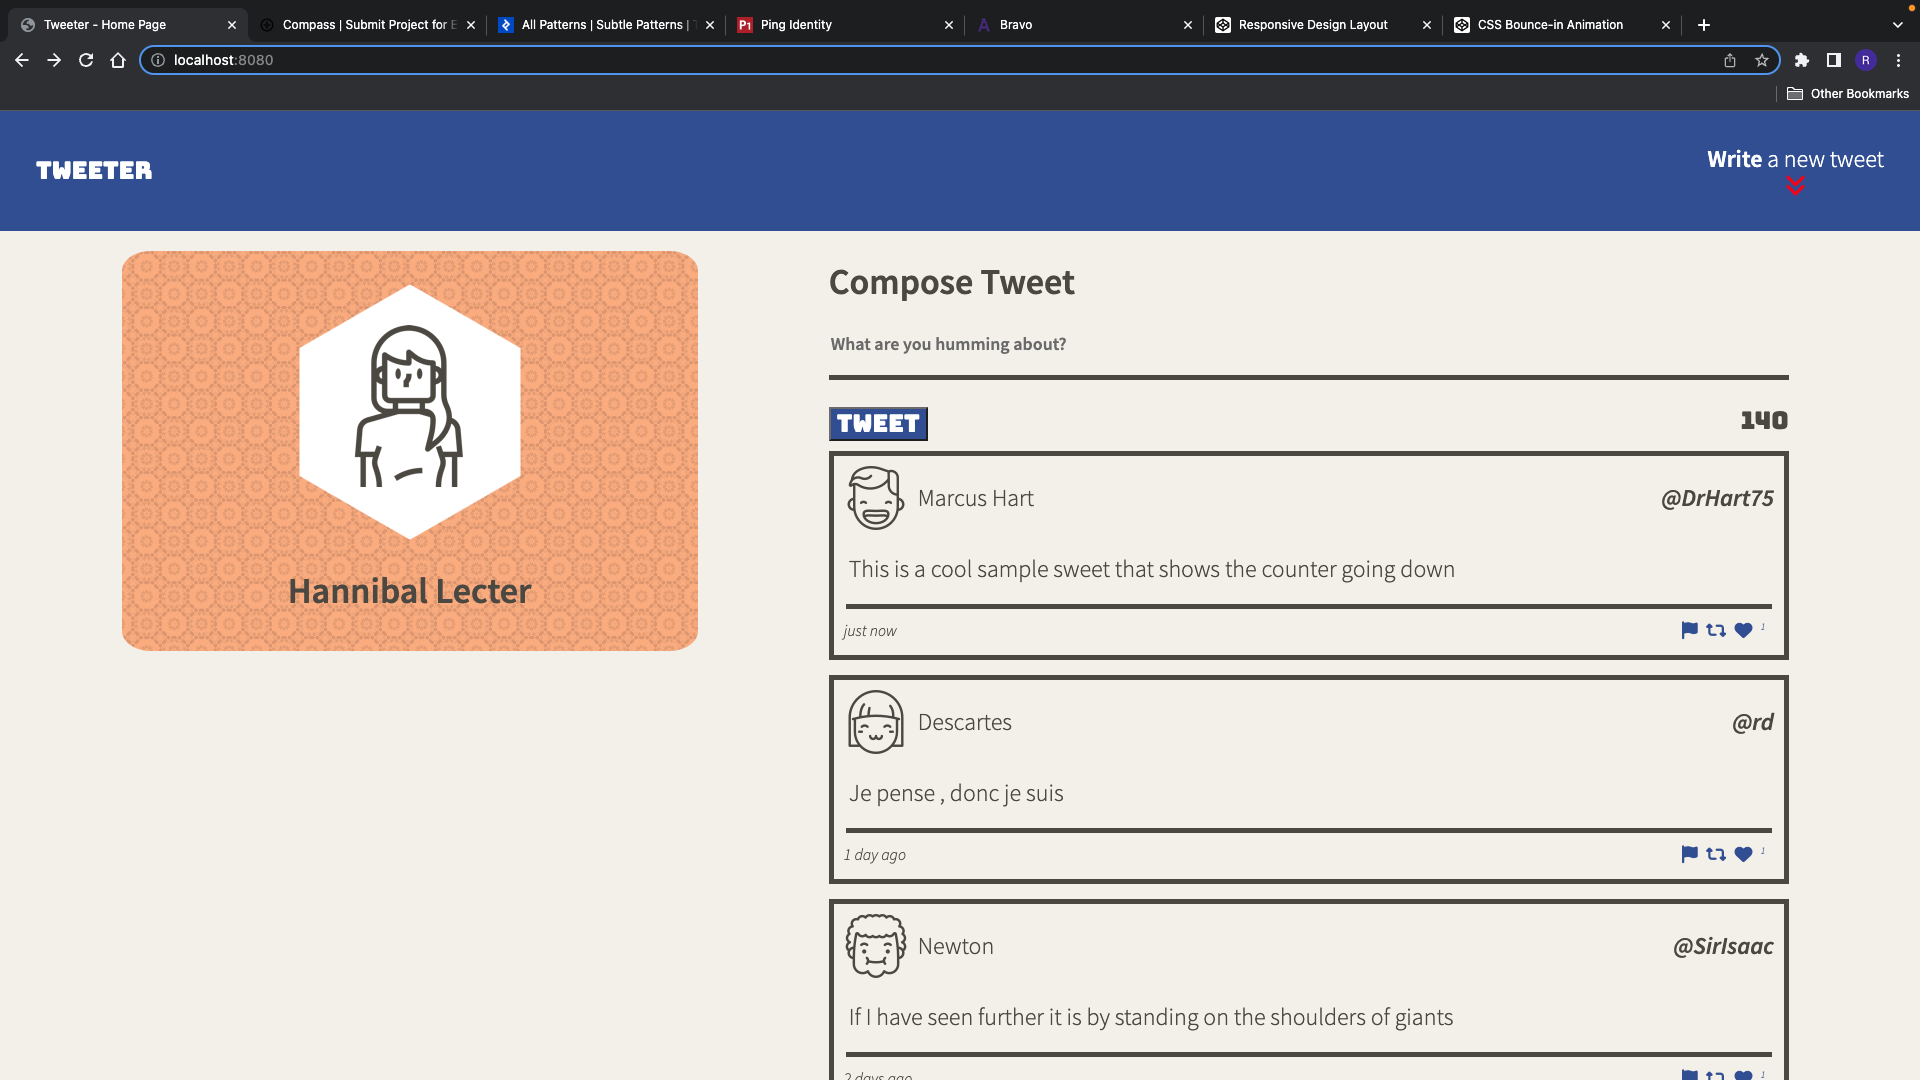 Tweeter - Home Page
Compass | Submit Project for E
All Patterns | Subtle Patterns |
P1 Ping Identity
A Bravo
Responsive Design Layout
CSS Bounce-in Animation
localhost:8080
R
Other Bookmarks
TWEETER
Write a new tweet
Compose Tweet
What are you humming about?
TWEET
140
Hannibal Lecter
Marcus Hart
@DrHart75
This is a cool sample sweet that shows the counter going down
just now
1
Descartes
@rd
Je pense , donc je suis
1 day ago
1
Newton
@SirIsaac
If I have seen further it is by standing on the shoulders of giants
2 days ago
1